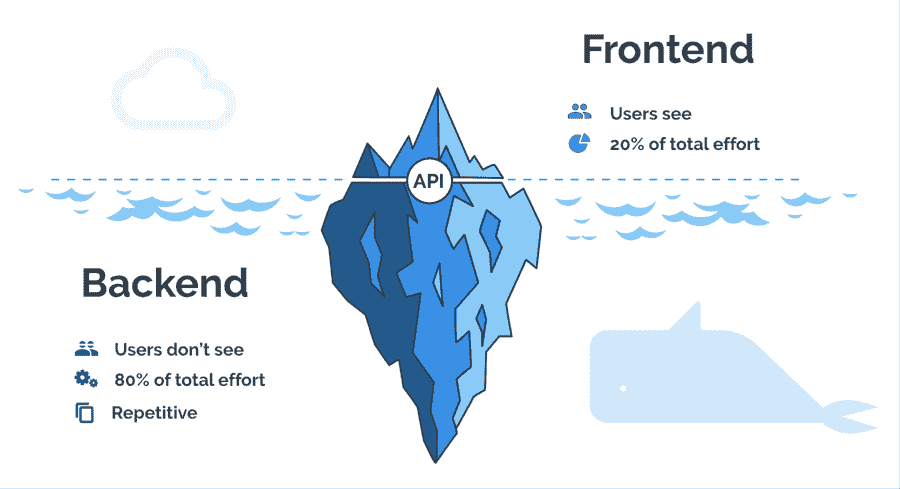 Frontend
Users see
20% of total effort
API
Backend
Users don't see
80% of total effort
Repetitive